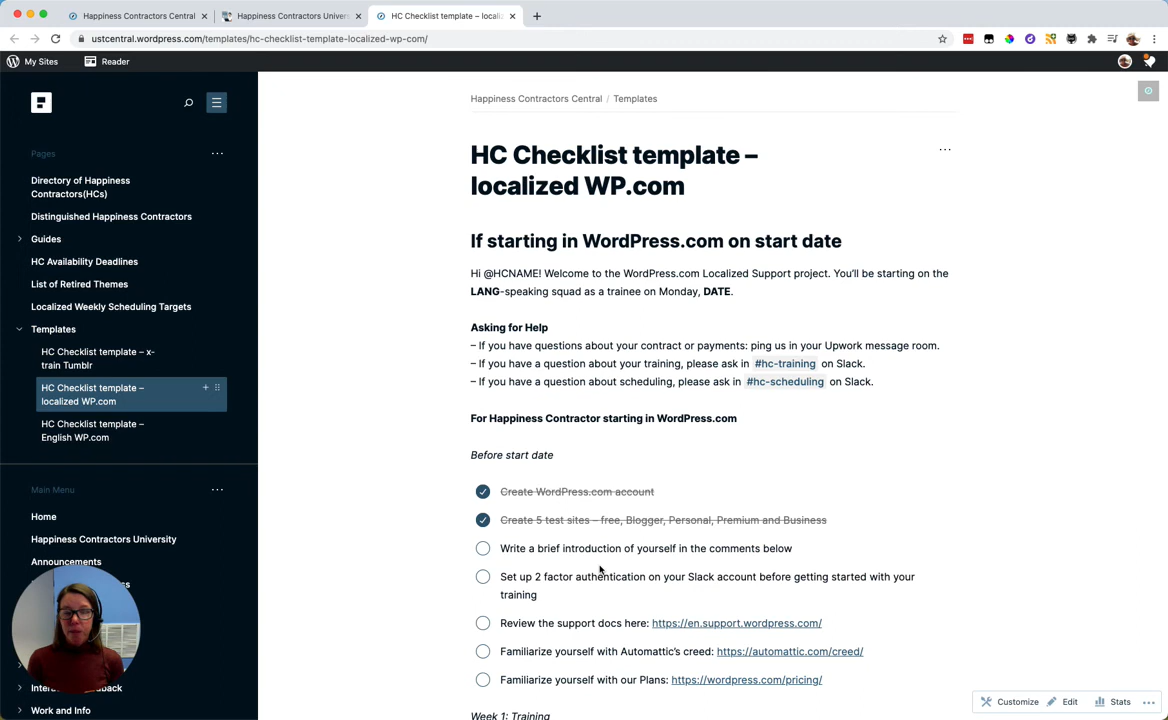 Happiness Contractors Central
Happiness Contractors Univer
HC Checklist template – locali
ustcentral.wordpress.com/templates/hc-checklist-template-localized-wp-com/
My Sites
Reader
Pages
Directory of Happiness
Contractors(HCs)
Distinguished Happiness Contractors
Guides
HC Availability Deadlines
List of Retired Themes
Localized Weekly Scheduling Targets
Templates
HC Checklist template – x-
train Tumblr
HC Checklist template –
localized WP.com
HC Checklist template –
English WP.com
Main Menu
Home
Happiness Contractors University
Announcements
Work and Info
Happiness Contractors Central / Templates
HC Checklist template –
localized WP.com
If starting in WordPress.com on start date
Hi @HCNAME! Welcome to the WordPress.com Localized Support project. You’ll be starting on the
LANG-speaking squad as a trainee on Monday, DATE.
Asking for Help
– If you have questions about your contract or payments: ping us in your Upwork message room.
– If you have a question about your training, please ask in #hc-training on Slack.
– If you have a question about scheduling, please ask in #hc-scheduling on Slack.
For Happiness Contractor starting in WordPress.com
Before start date
Create WordPress.com account
Create 5 test sites – free, Blogger, Personal, Premium and Business
Write a brief introduction of yourself in the comments below
Set up 2 factor authentication on your Slack account before getting started with your
training
Review the support docs here: https://en.support.wordpress.com/
Familiarize yourself with Automattic’s creed: https://automattic.com/creed/
Familiarize yourself with our Plans: https://wordpress.com/pricing/
Week 1: Training
Customize
Edit
Stats